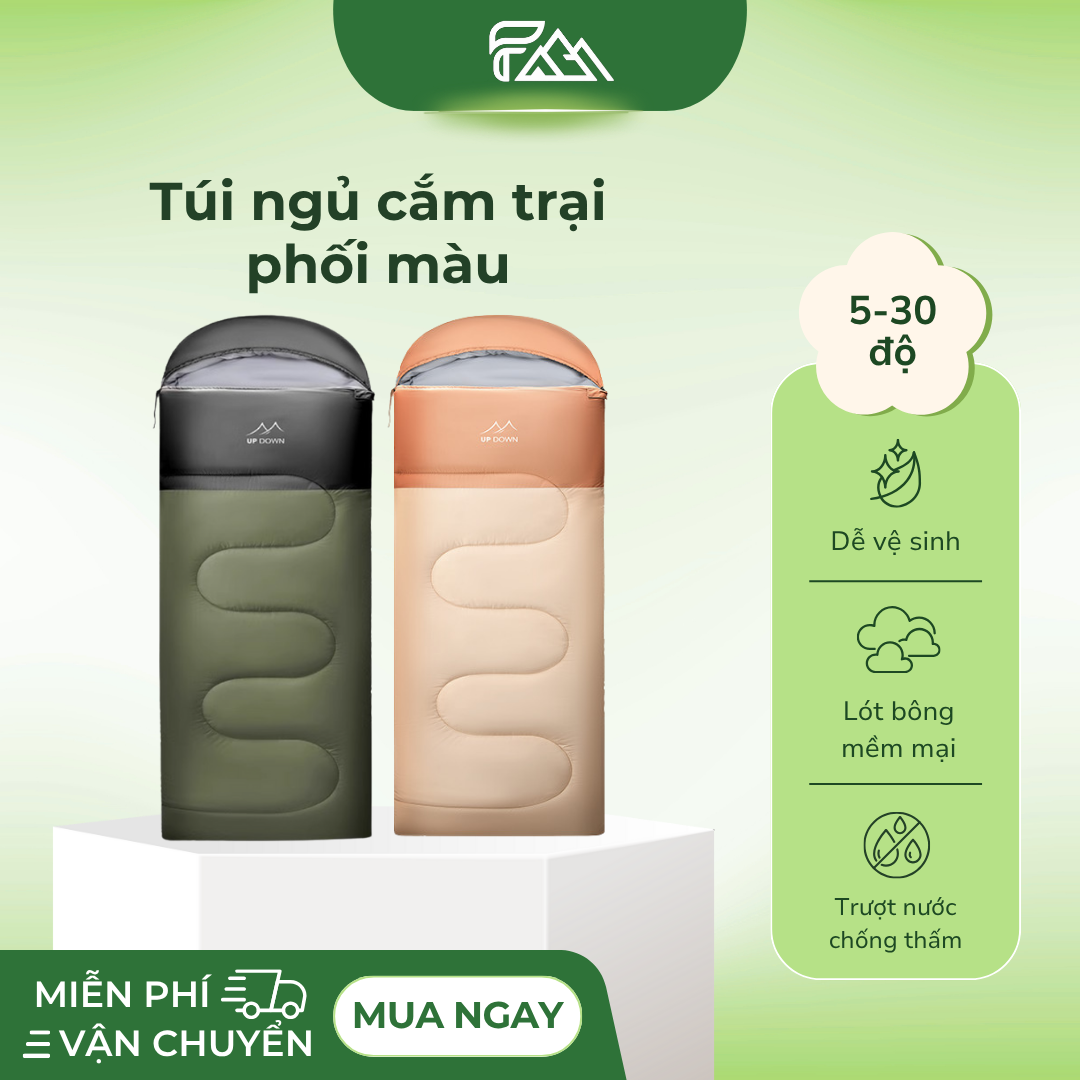 Túi ngủ cắm trại
phối màu
UP DOWN
UP DOWN
5-30
độ
Dễ vệ sinh
Lót bông
mềm mại
Trượt nước
chống thấm
MIỄN PHÍ
VẬN CHUYỂN
MUA NGAY